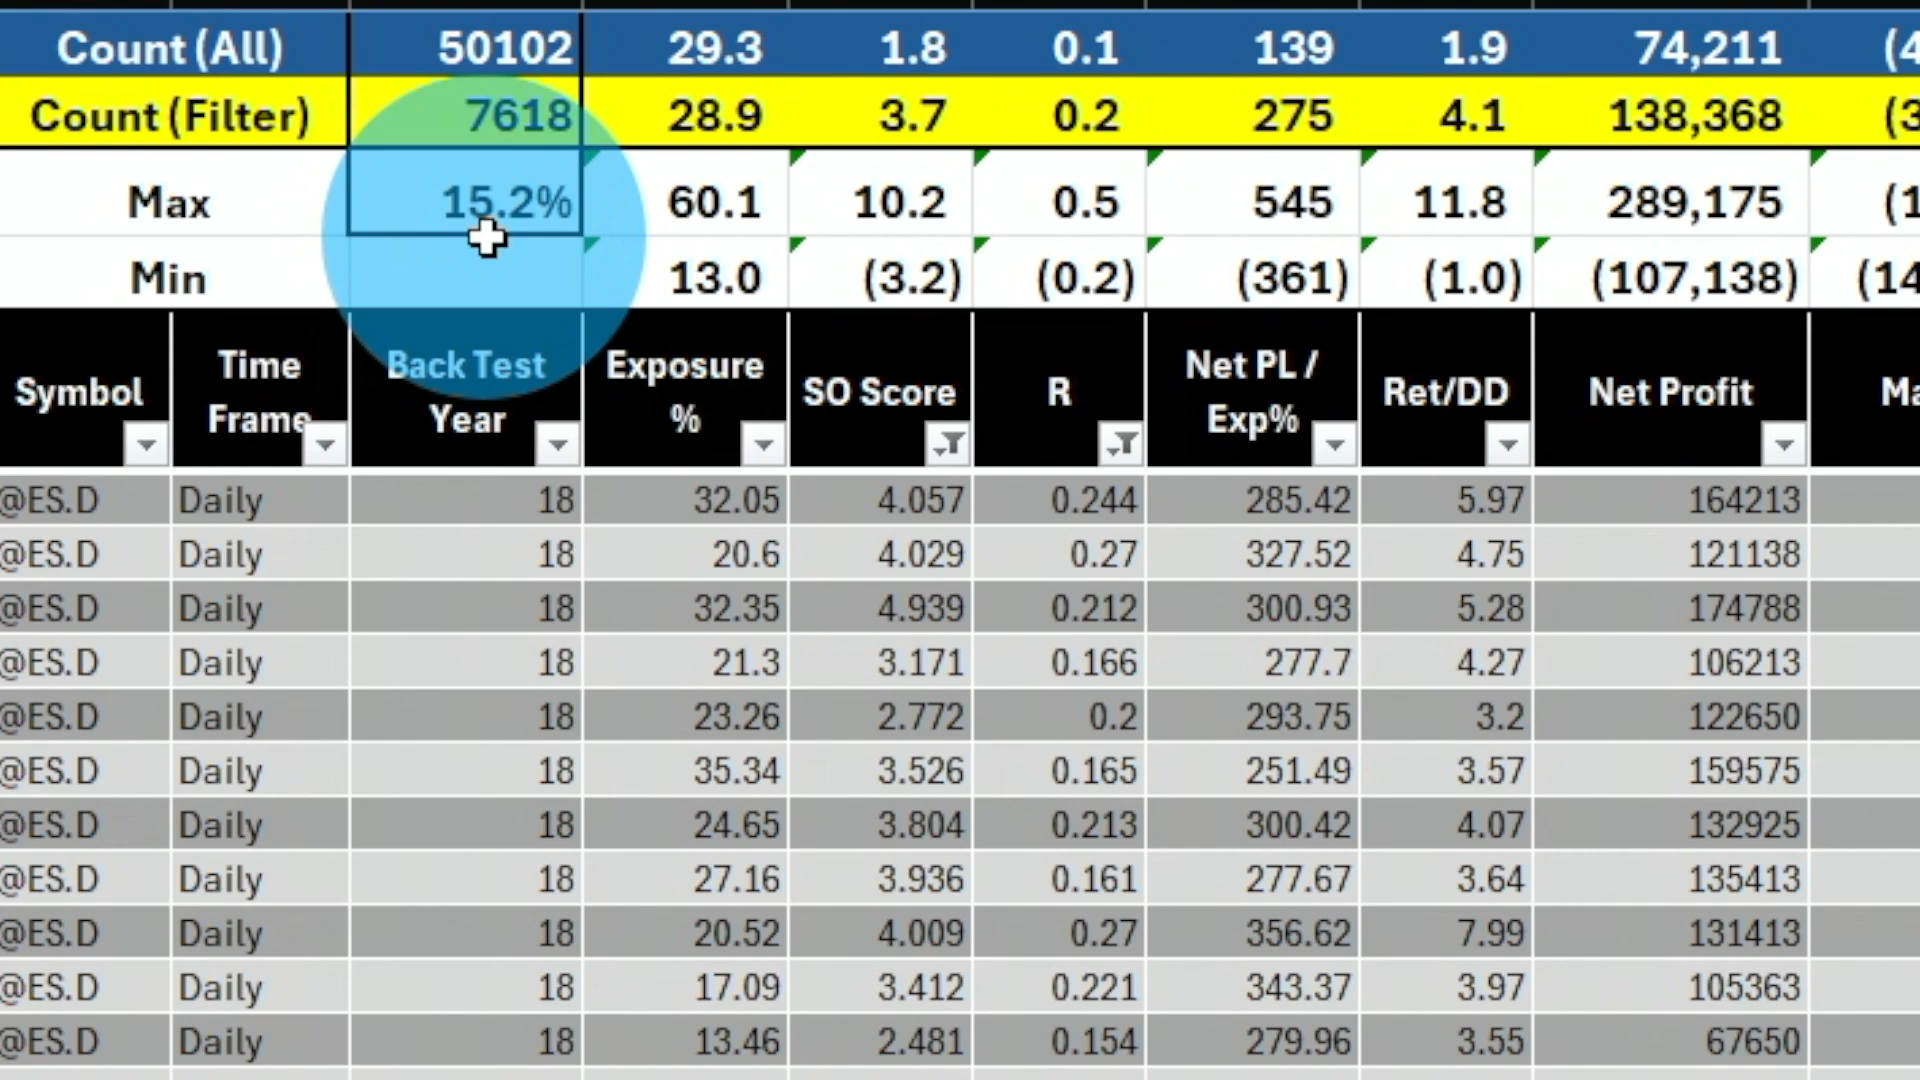 Count (All) 50102 29.3 1.8 0.1 139 1.9 74,211 (4
Count (Filter) 7618 28.9 3.7 0.2 275 4.1 138,368 (3
Max 15.2% 60.1 10.2 0.5 545 11.8 289,175 (1
Min 13.0 (3.2) (0.2) (361) (1.0) (107,138) (14
Symbol Time Frame Back Test Year Exposure % SO Score R Net PL / Exp% Ret/DD Net Profit Ma
@ES.D Daily 18 32.05 4.057 0.244 285.42 5.97 164213
@ES.D Daily 18 20.6 4.029 0.27 327.52 4.75 121138
@ES.D Daily 18 32.35 4.939 0.212 300.93 5.28 174788
@ES.D Daily 18 21.3 3.171 0.166 277.7 4.27 106213
@ES.D Daily 18 23.26 2.772 0.2 293.75 3.2 122650
@ES.D Daily 18 35.34 3.526 0.165 251.49 3.57 159575
@ES.D Daily 18 24.65 3.804 0.213 300.42 4.07 132925
@ES.D Daily 18 27.16 3.936 0.161 277.67 3.64 135413
@ES.D Daily 18 20.52 4.009 0.27 356.62 7.99 131413
@ES.D Daily 18 17.09 3.412 0.221 343.37 3.97 105363
@ES.D Daily 18 13.46 2.481 0.154 279.96 3.55 67650